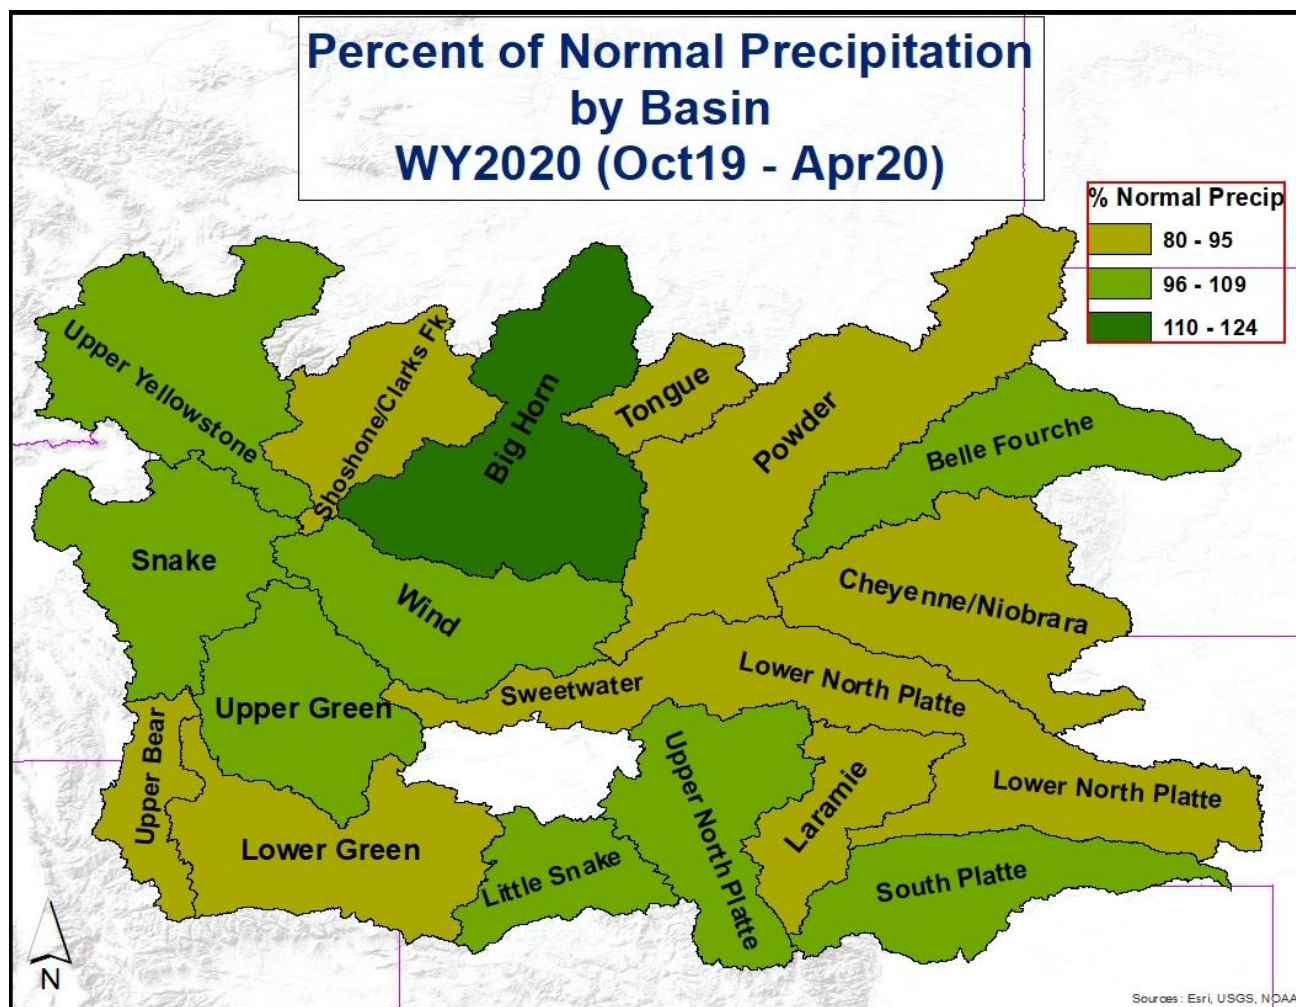 Percent of Normal Precipitation
by Basin
WY2020 (Oct19 - Apr20)
% Normal Precip
80 - 95
96 - 109
110 - 124
Upper Yellowstone
Shoshone/Clarks Fk
Big Horn
Tongue
Powder
Belle Fourche
Snake
Wind
Cheyenne/Niobrara
Upper Green
Sweetwater
Lower North Platte
Upper Bear
Lower Green
Little Snake
Upper North Platte
Laramie
Lower North Platte
South Platte
N
Sources: Esri, USGS, NOAA